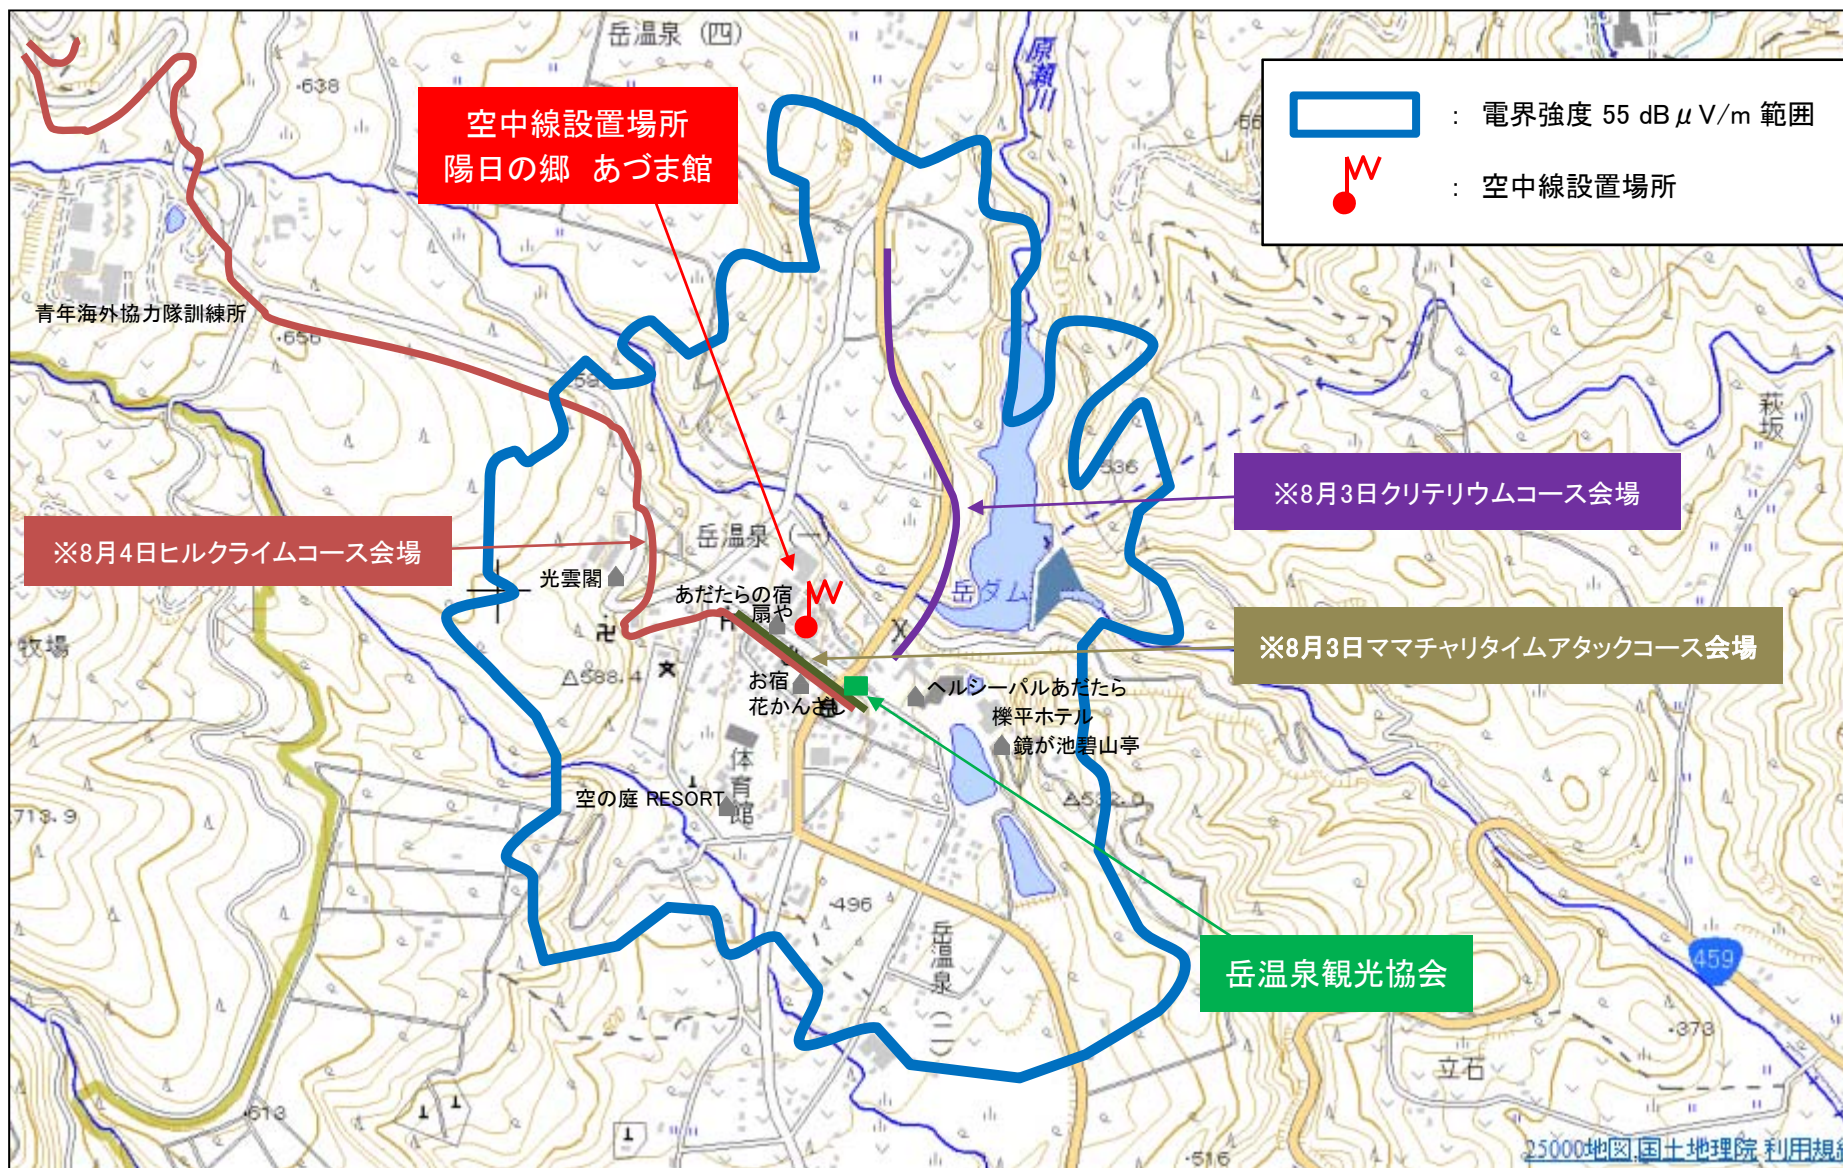 岳温泉 (四)
原瀬川
・638
空中線設置場所
陽日の郷 あづま館
： 電界強度 55 dBμV/m 範囲
： 空中線設置場所
青年海外協力隊訓練所
・656
萩坂
536
※8月3日クリテリウムコース会場
※8月4日ヒルクライムコース会場
岳温泉 (一)
光雲閣
あだたらの宿
扇や
岳ダム
※8月3日ママチャリタイムアタックコース会場
牧場
△588.4
お宿
花かんざし
ヘルシーパルあだたら
櫟平ホテル
鏡が池碧山亭
体育館
空の庭 RESORT
713.9
・496
岳温泉 (二)
岳温泉観光協会
459
・373
立石
・613
・516
25000地図,国土地理院 利用規